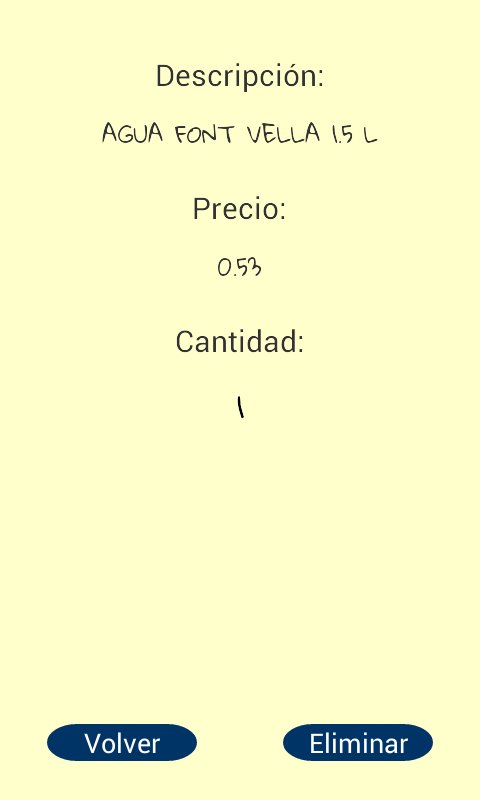 Descripción:
AGUA FONT VELLA 1.5 L
Precio:
0.53
Cantidad:
1
Volver
Eliminar